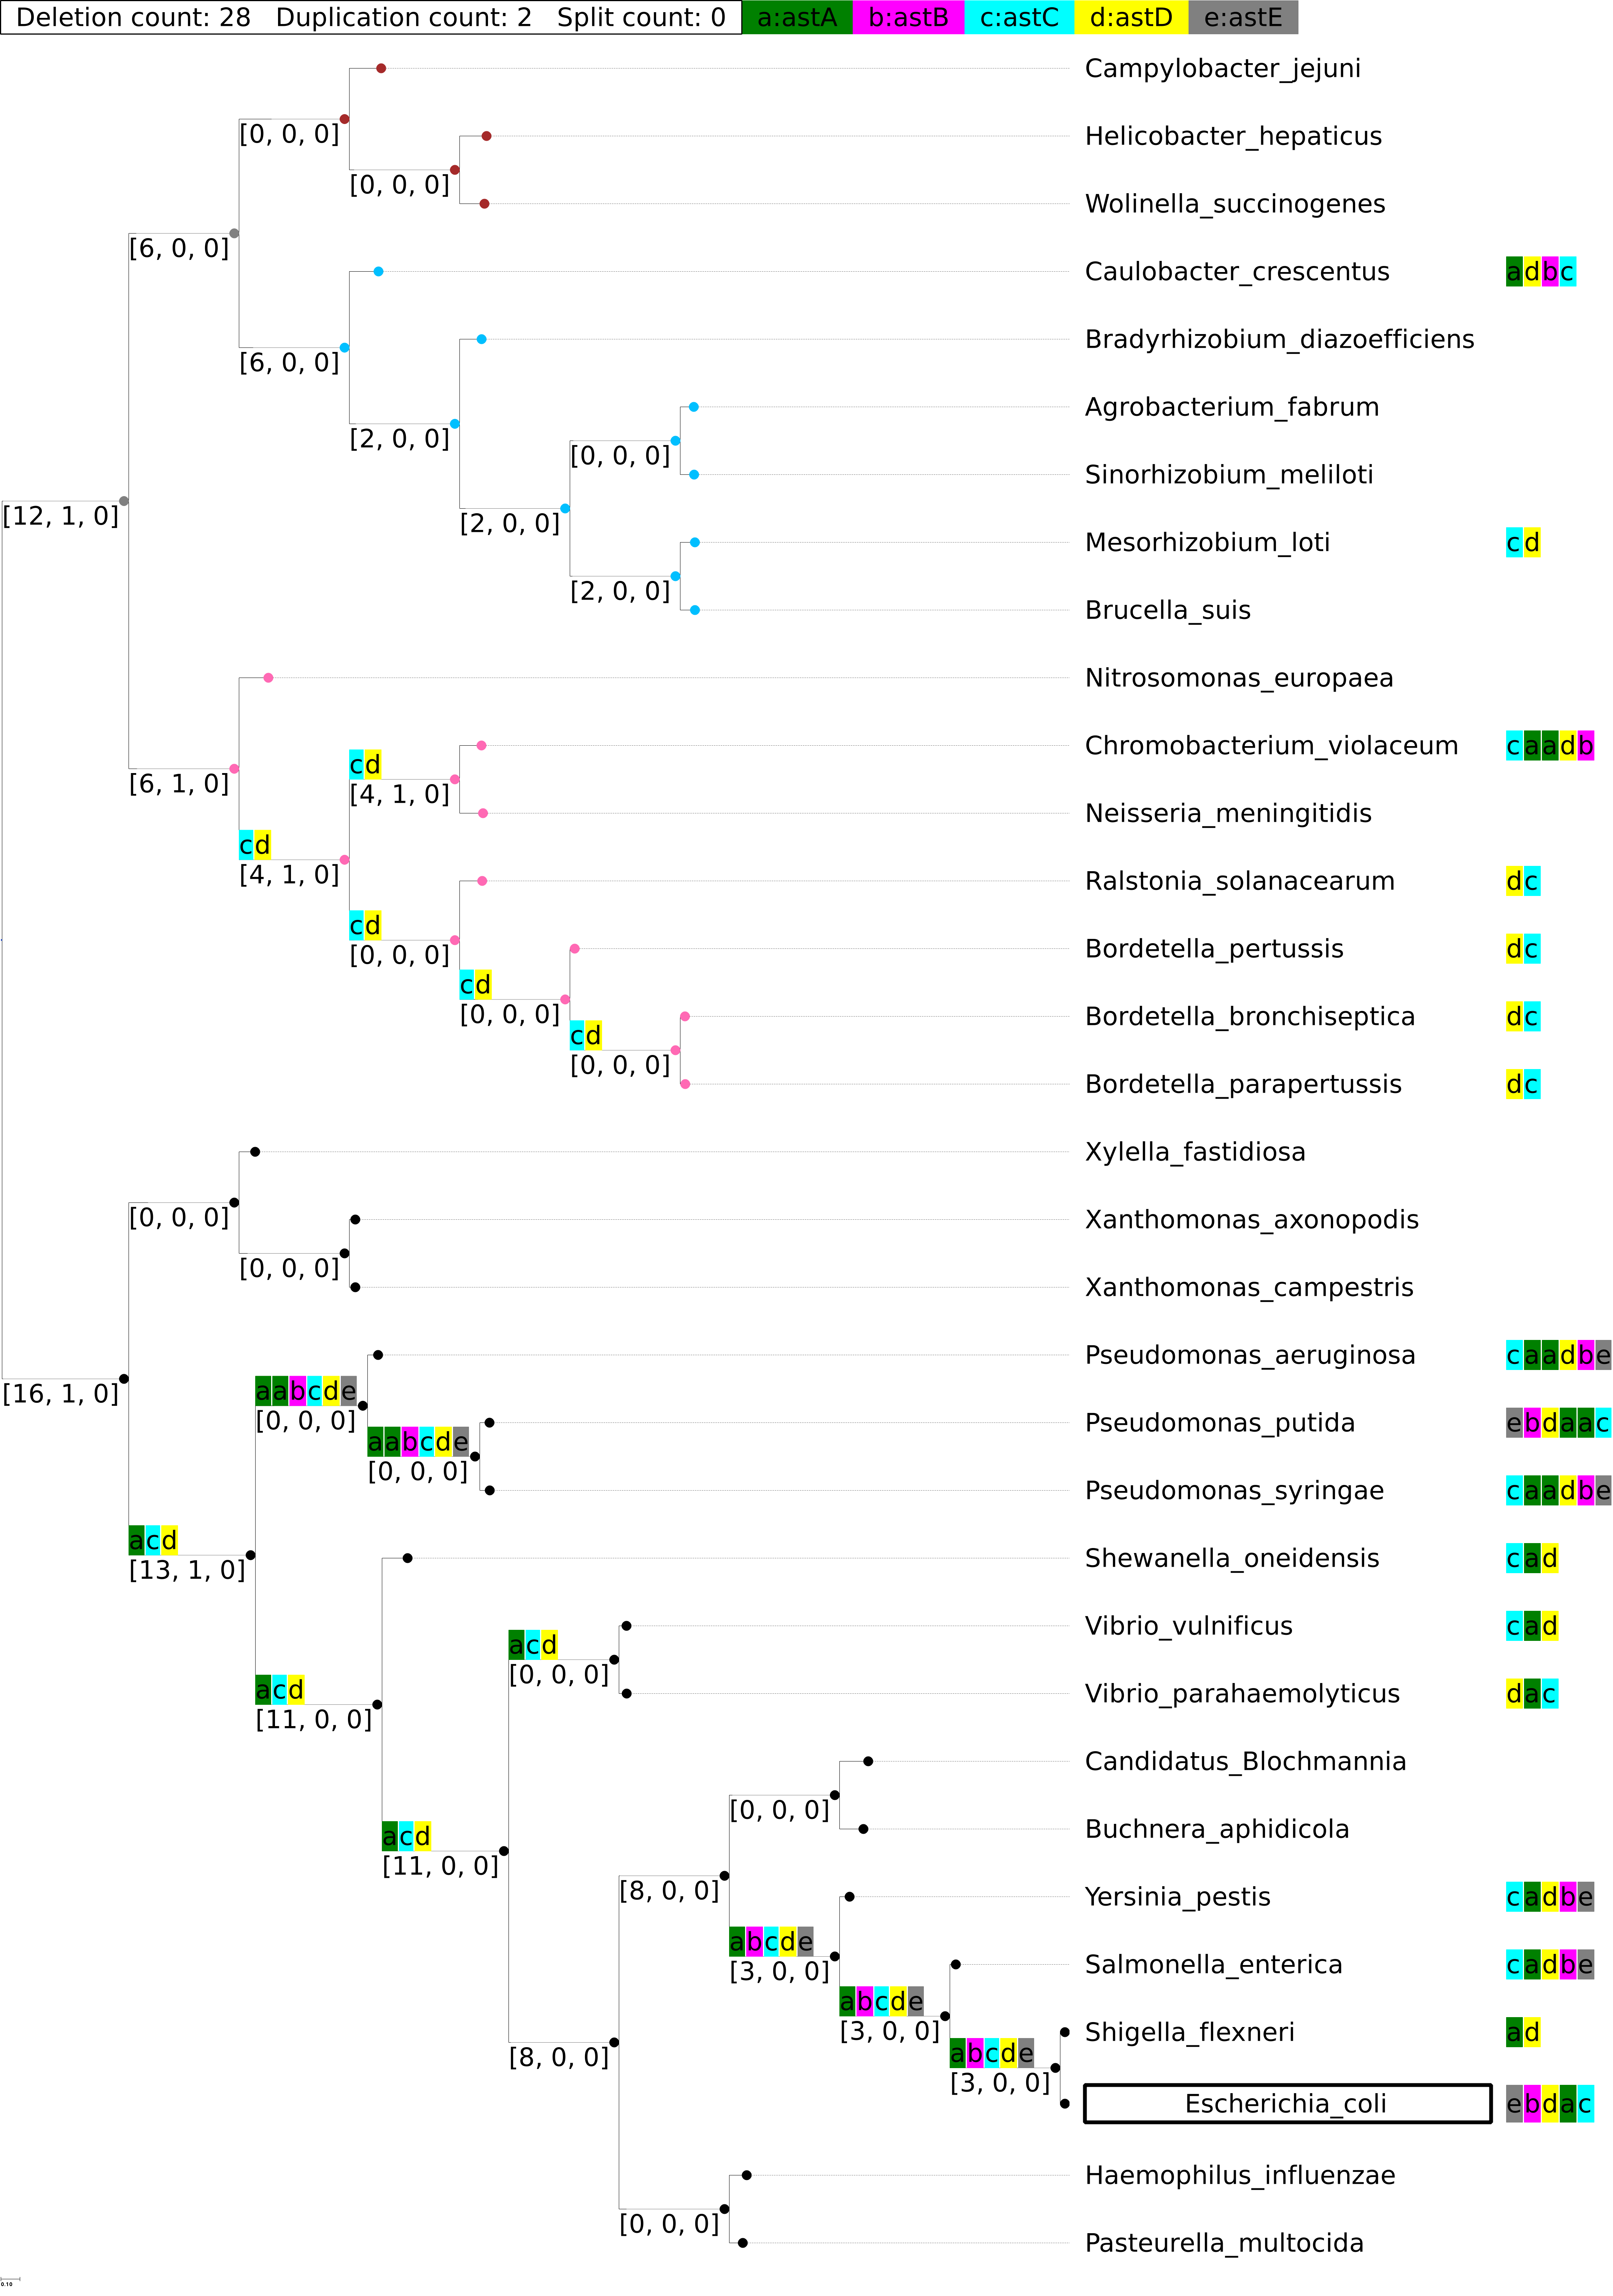 Deletion count: 28 Duplication count: 2 Split count: 0 a:astA b:astB c:astC d:astD e:astE
Campylobacter_jejuni
[0, 0, 0]
Helicobacter_hepaticus
[0, 0, 0]
Wolinella_succinogenes
[6, 0, 0]
Caulobacter_crescentus adbc
Bradyrhizobium_diazoefficiens
[6, 0, 0]
Agrobacterium_fabrum
[2, 0, 0]
[0, 0, 0]
Sinorhizobium_meliloti
[12, 1, 0]
[2, 0, 0]
Mesorhizobium_loti cd
[2, 0, 0]
Brucella_suis
Nitrosomonas_europaea
Chromobacterium_violaceum caadb
cd
[6, 1, 0]
[4, 1, 0]
Neisseria_meningitidis
cd
[4, 1, 0]
Ralstonia_solanacearum dc
cd
[0, 0, 0]
Bordetella_pertussis dc
cd
[0, 0, 0]
Bordetella_bronchiseptica dc
cd
[0, 0, 0]
Bordetella_parapertussis dc
Xylella_fastidiosa
[0, 0, 0]
Xanthomonas_axonopodis
[0, 0, 0]
Xanthomonas_campestris
Pseudomonas_aeruginosa caadbe
[16, 1, 0]
aabcde
[0, 0, 0]
Pseudomonas_putida ebdaac
aabcde
[0, 0, 0]
Pseudomonas_syringae caadbe
acd
Shewanella_oneidensis cad
[13, 1, 0]
Vibrio_vulnificus cad
acd
[0, 0, 0]
acd
Vibrio_parahaemolyticus dac
[11, 0, 0]
Candidatus_Blochmannia
[0, 0, 0]
Buchnera_aphidicola
acd
[11, 0, 0]
[8, 0, 0]
Yersinia_pestis cadbe
abcde
[3, 0, 0]
Salmonella_enterica cadbe
abcde
[3, 0, 0]
Shigella_flexneri ad
abcde
[8, 0, 0]
[3, 0, 0]
Escherichia_coli ebdac
Haemophilus_influenzae
[0, 0, 0]
Pasteurella_multocida
0.10